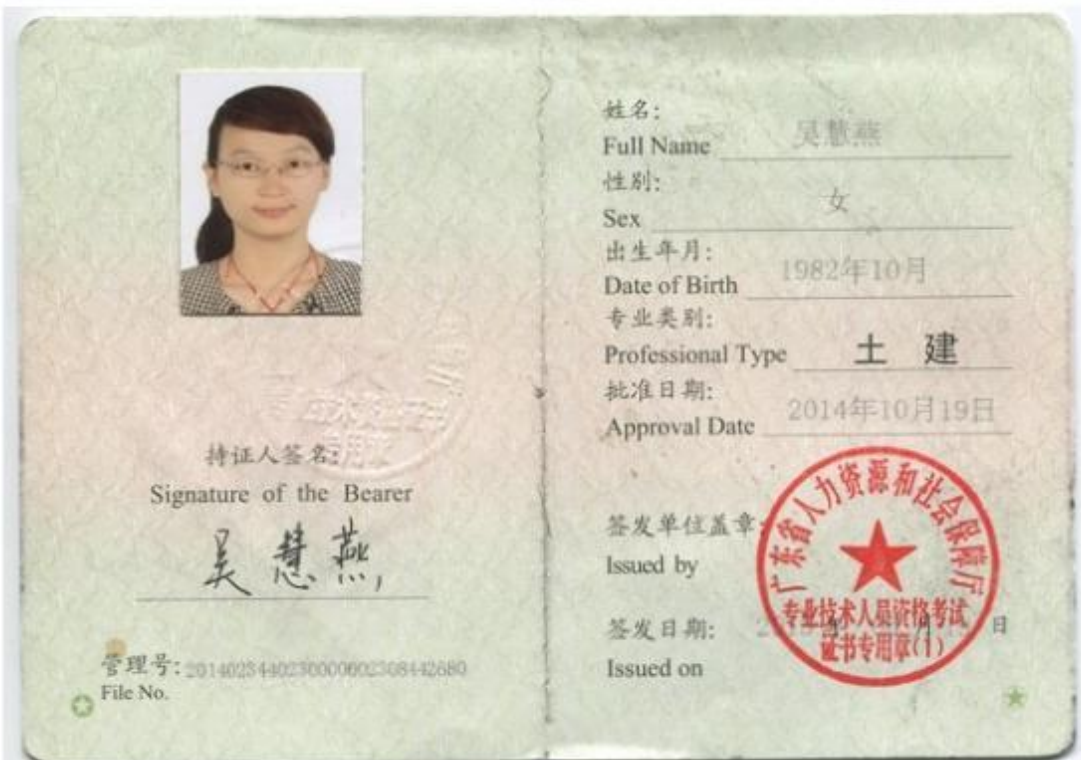 持证人签名:
Signature of the Bearer
吴慧燕
管理号:
File No.
姓名: 吴慧燕
Full Name
性别: 女
Sex
出生年月: 1982年10月
Date of Birth
专业类别: 土 建
Professional Type
批准日期: 2014年10月19日
Approval Date
签发单位盖章:
Issued by
广东省人力资源和社会保障厅
专业技术人员资格考试
证书专用章(1)
签发日期: 日
Issued on